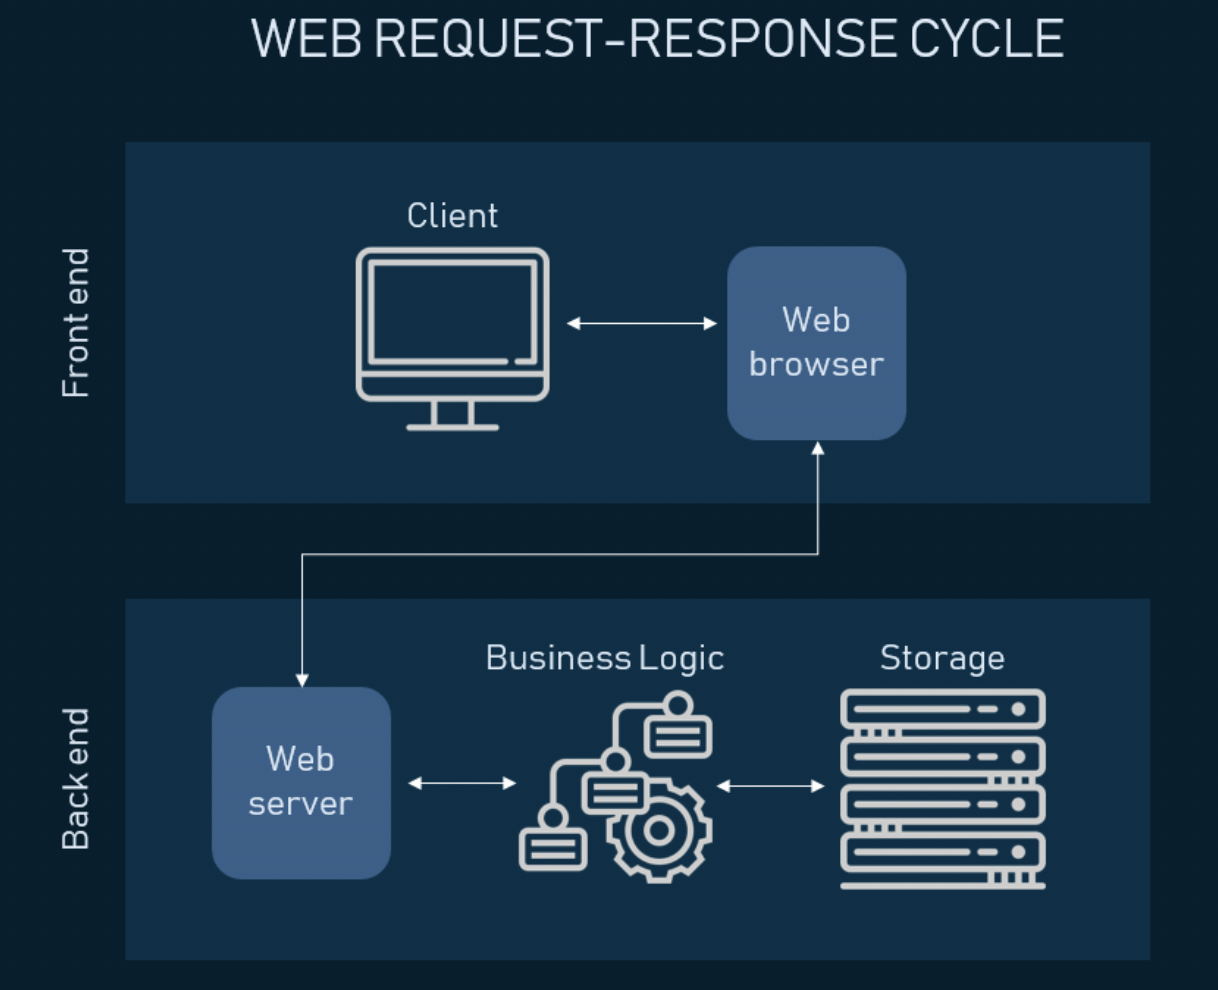 WEB REQUEST-RESPONSE CYCLE
Front end
Client
Web
browser
Back end
Business Logic
Storage
Web
server